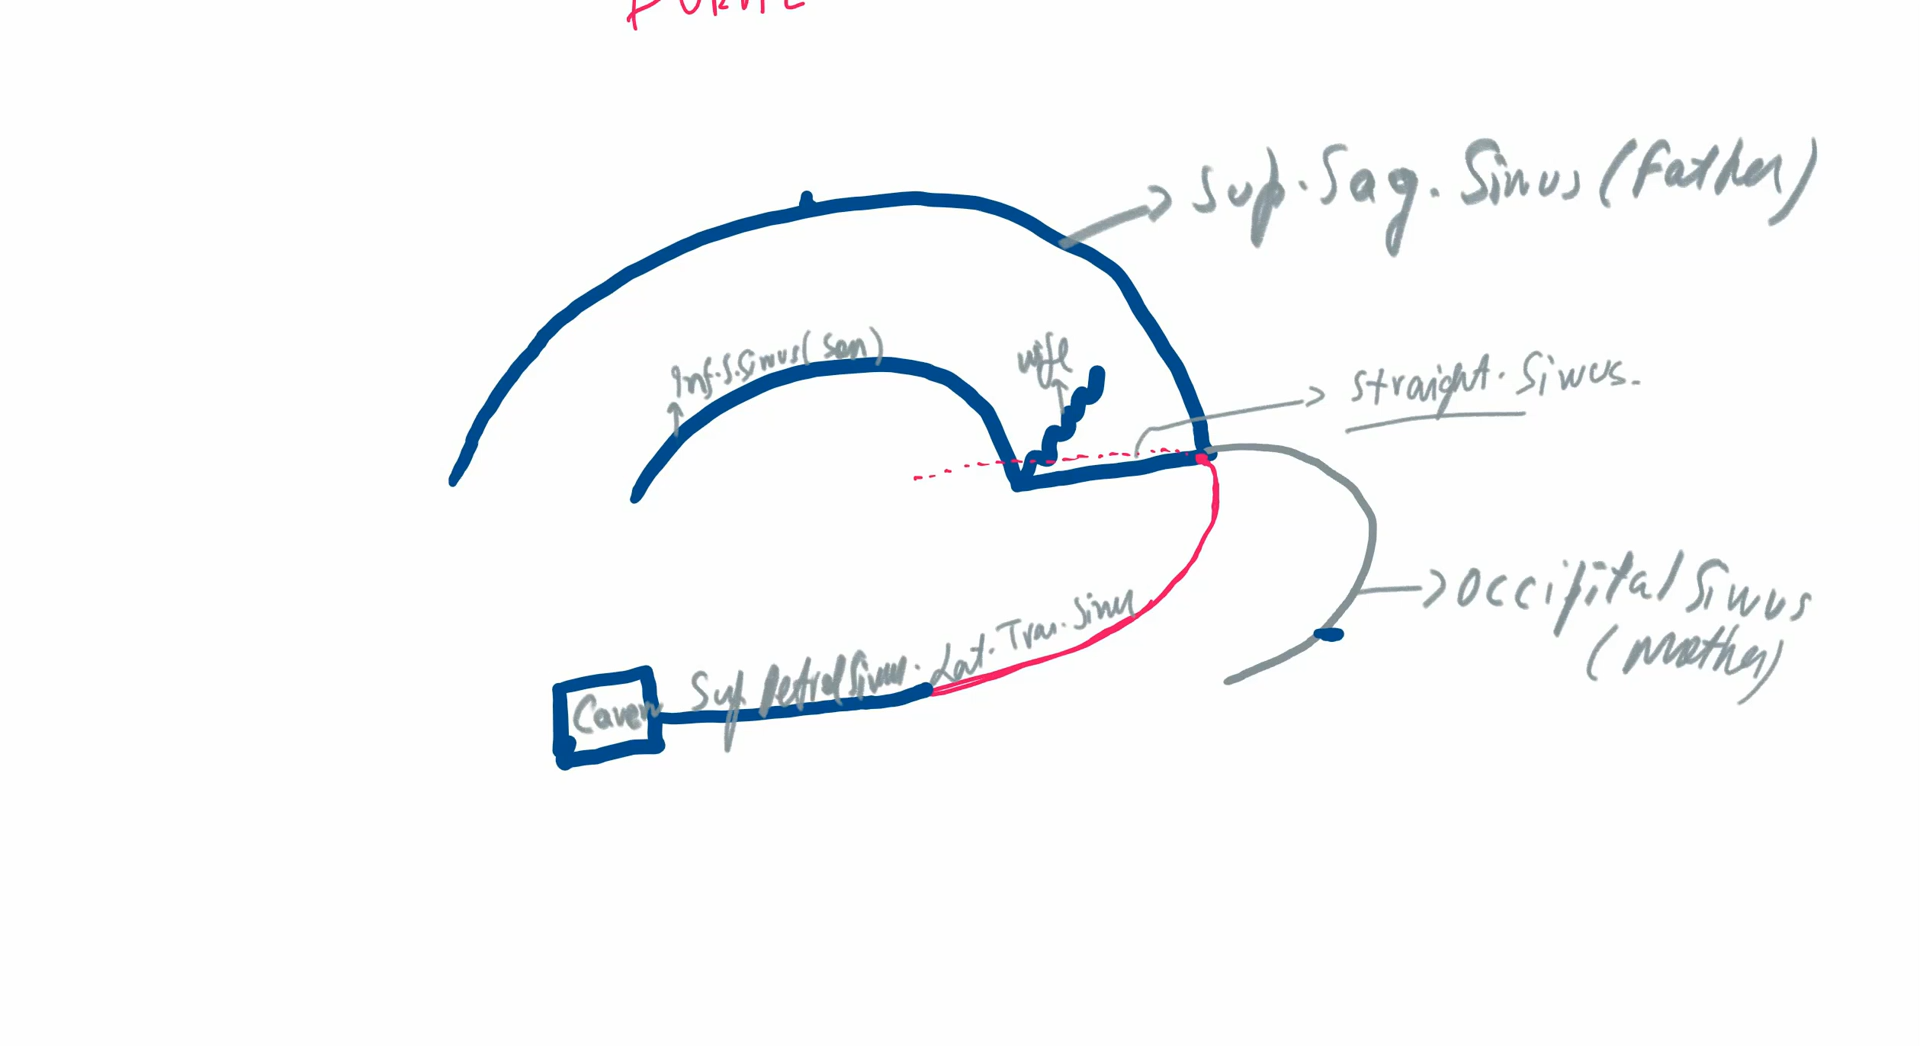 Sup. Sag. Sinus (Father)
Inf. S. Sinus (Son)
wife
Straight. Sinus.
Occipital Sinus
(Mother)
Lat. Tran. Sinu
Sup Petrol Sinus.
Caver